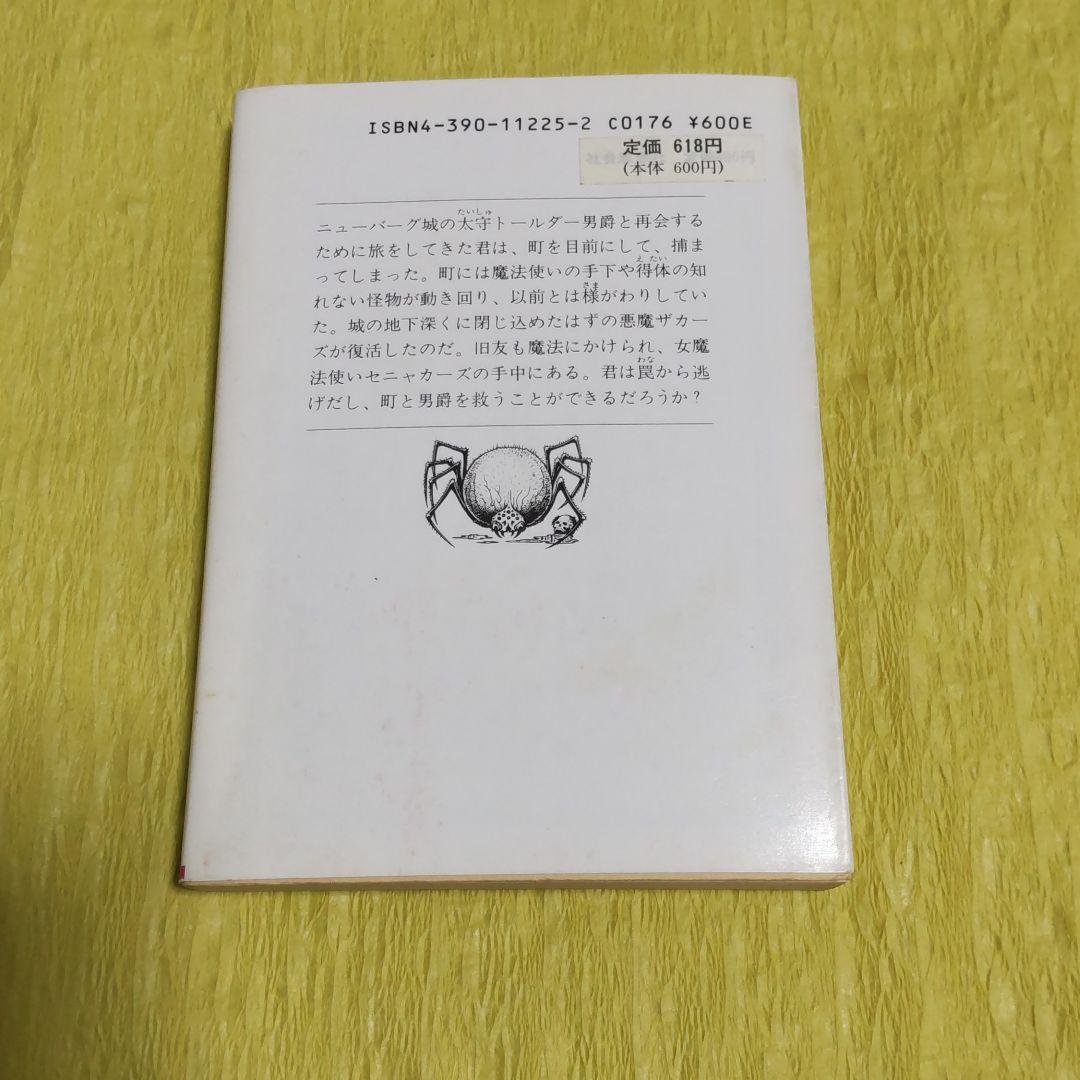 ISBN4-390-11225-2 C0176 ¥600E
定価 618円
(本体 600円)
ニューバーグ城の太守トールダー男爵と再会する
ために旅をしてきた君は、町を目前にして、捕ま
ってしまった。町には魔法使いの手下や得体の知
れない怪物が動き回り、以前とは様がわりしてい
た。城の地下深くに閉じ込めたはずの悪魔ザカー
ズが復活したのだ。旧友も魔法にかけられ、女魔
法使いセニャカーズの手中にある。君は罠から逃
げだし、町と男爵を救うことができるだろうか?